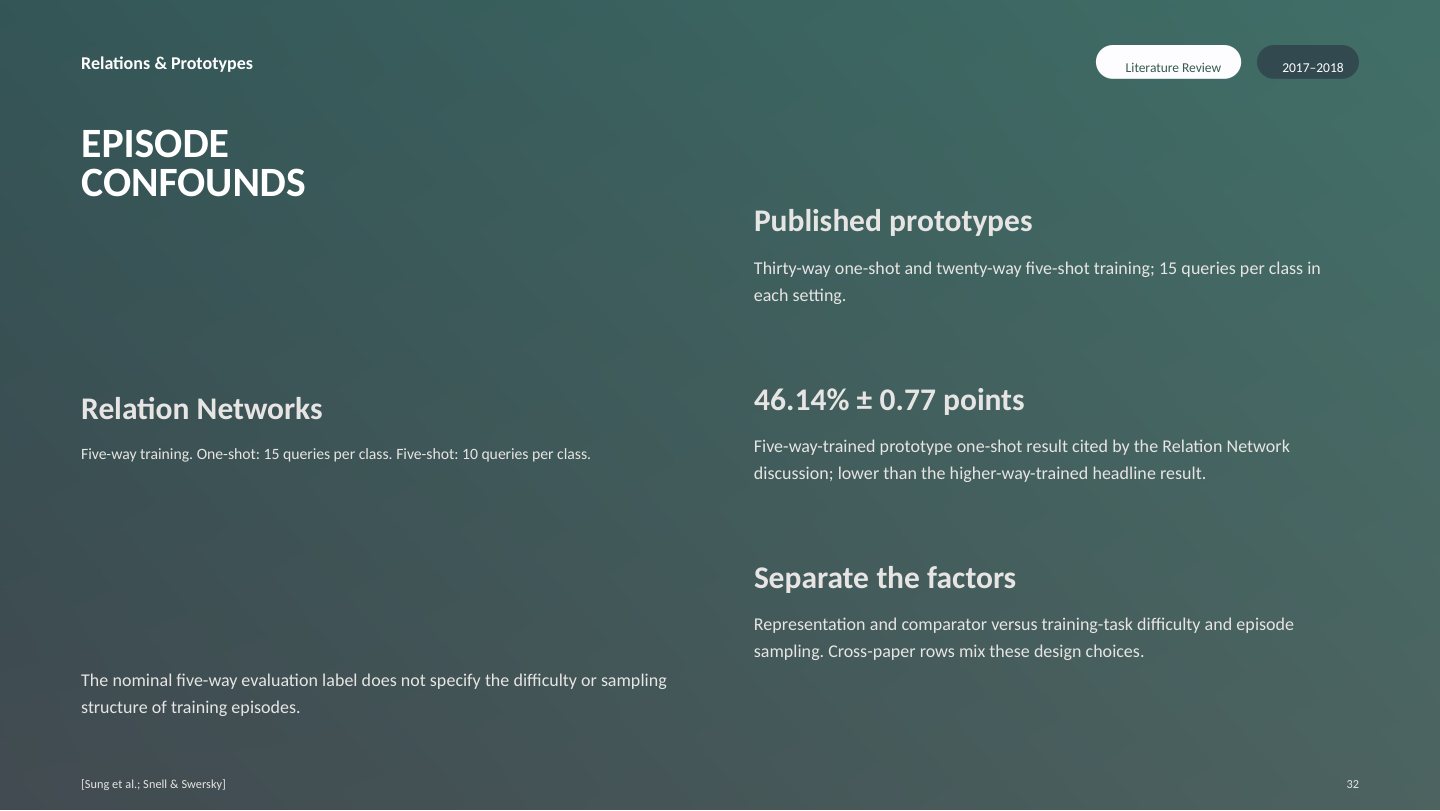 Relations & Prototypes
Literature Review
2017–2018
EPISODE
CONFOUNDS
Relation Networks
Five-way training. One-shot: 15 queries per class. Five-shot: 10 queries per class.
The nominal five-way evaluation label does not specify the difficulty or sampling
structure of training episodes.
Published prototypes
Thirty-way one-shot and twenty-way five-shot training; 15 queries per class in
each setting.
46.14% ± 0.77 points
Five-way-trained prototype one-shot result cited by the Relation Network
discussion; lower than the higher-way-trained headline result.
Separate the factors
Representation and comparator versus training-task difficulty and episode
sampling. Cross-paper rows mix these design choices.
[Sung et al.; Snell & Swersky]
32